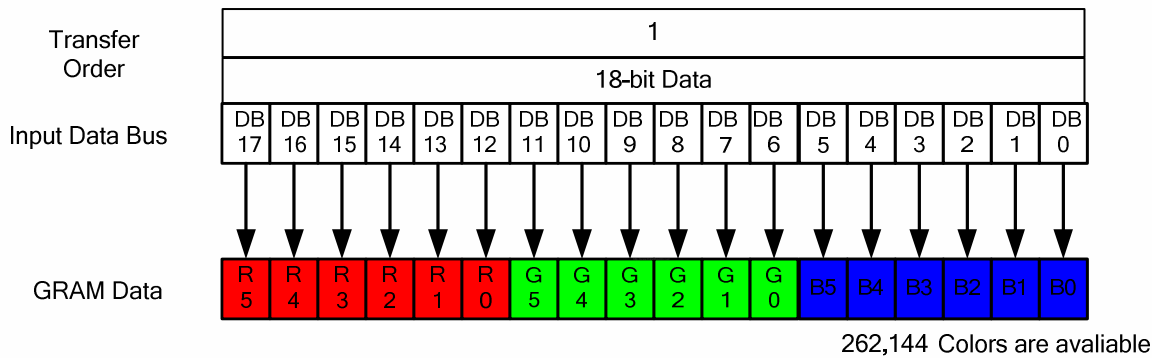 Transfer Order
1
18-bit Data
Input Data Bus
DB 17 DB 16 DB 15 DB 14 DB 13 DB 12 DB 11 DB 10 DB 9 DB 8 DB 7 DB 6 DB 5 DB 4 DB 3 DB 2 DB 1 DB 0
GRAM Data
R 5 R 4 R 3 R 2 R 1 R 0 G 5 G 4 G 3 G 2 G 1 G 0 B5 B4 B3 B2 B1 B0
262,144 Colors are avaliable